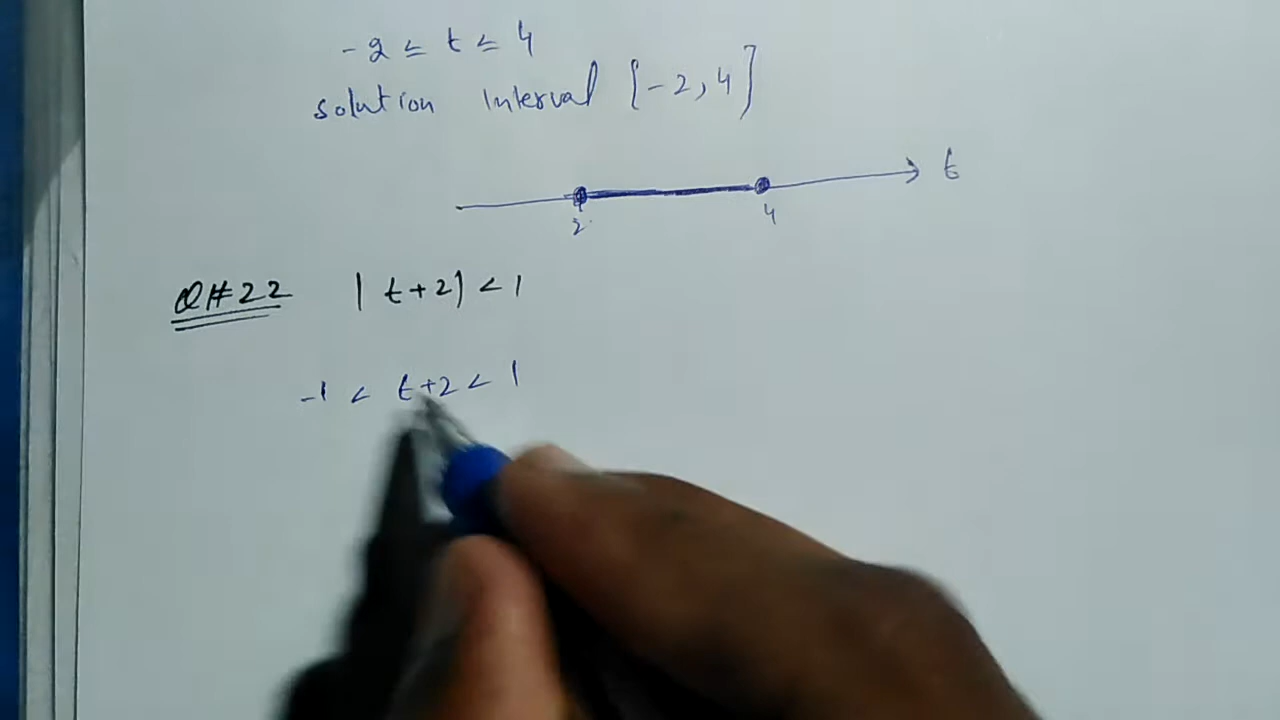 -2 ≤ t ≤ 4
solution interval [-2, 4]
t
2 4
Q#22 |t+2| < 1
-1 < t+2 < 1